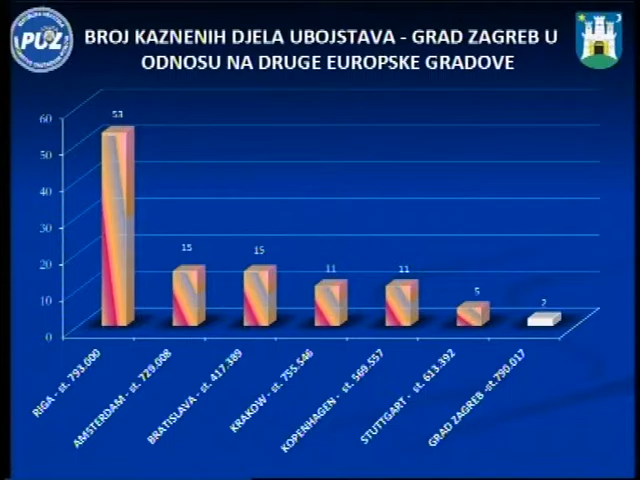 PUZ
BROJ KAZNENIH DJELA UBOJSTAVA - GRAD ZAGREB U
ODNOSU NA DRUGE EUROPSKE GRADOVE
60
50
40
30
20
10
0
53
15
15
11
11
5
2
RIGA - st. 793.000
AMSTERDAM - st. 729.008
BRATISLAVA - st. 417.389
KRAKOW - st. 755.546
KOPENHAGEN - st. 569.557
STUTTGART - st. 613.392
GRAD ZAGREB -st.790.017